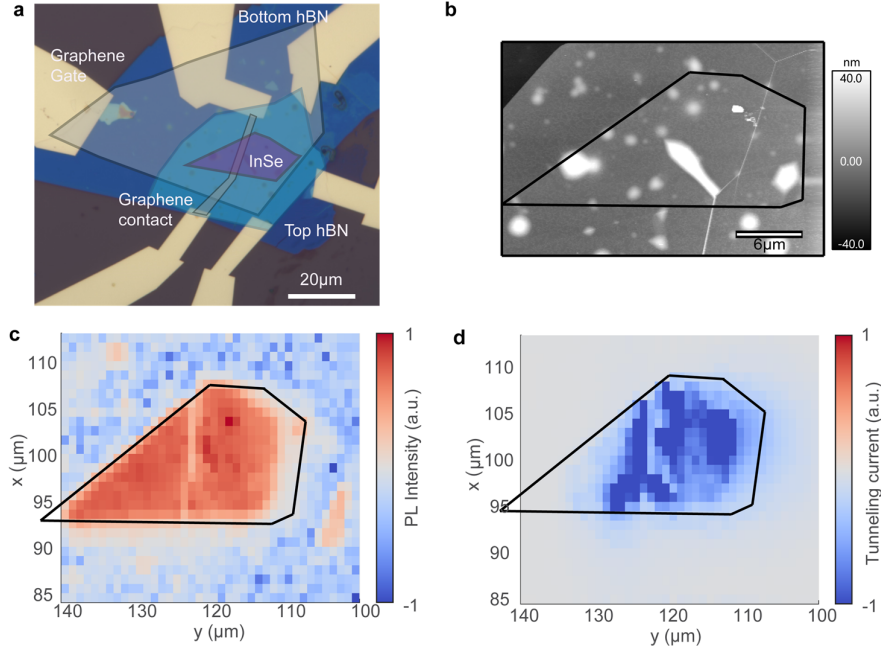 a
Bottom hBN
Graphene
Gate
InSe
Graphene
contact
Top hBN
20μm
b
nm
40.0
0.00
-40.0
6μm
c
110
105
100
95
90
85
x (μm)
140
130
120
110
100
y (μm)
1
-1
PL Intensity (a.u.)
d
110
105
100
95
90
85
x (μm)
140
130
120
110
100
y (μm)
1
-1
Tunneling current (a.u.)